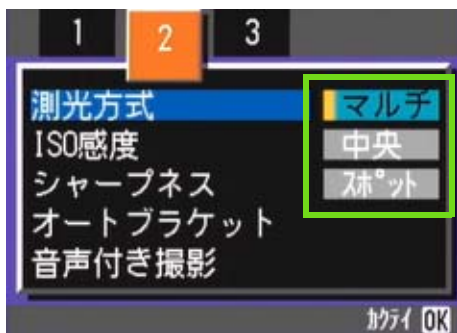 1 2 3
測光方式 マルチ
ISO感度 中央
シャープネス ｽﾎﾟｯﾄ
オートブラケット
音声付き撮影
ｶｸﾃｲ OK